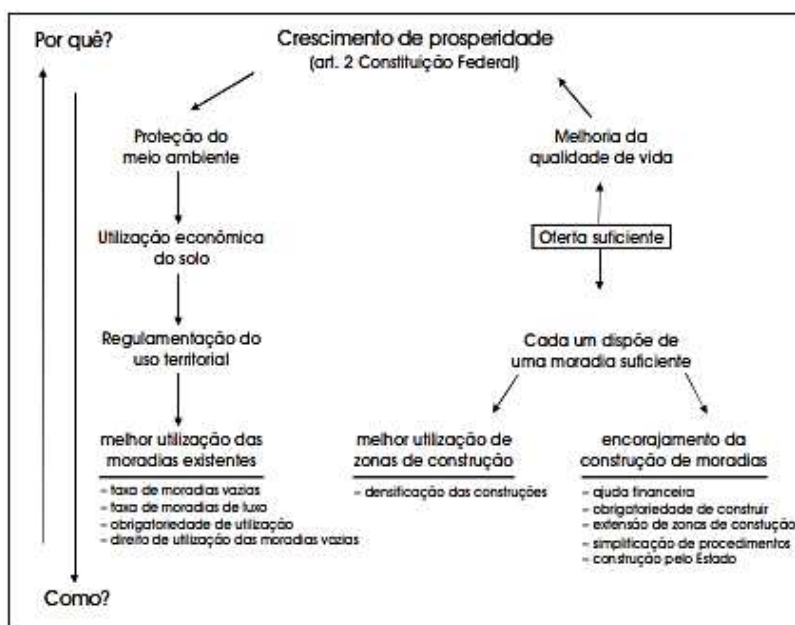 Por quê?
Crescimento de prosperidade
(art. 2 Constituição Federal)
Proteção do
meio ambiente
Melhoria da
qualidade de vida
Utilização econômica
do solo
Oferta suficiente
Regulamentação do
uso territorial
Cada um dispõe de
uma moradia suficiente
melhor utilização das
moradias existentes
– taxa de moradias vazias
– taxa de moradias de luxo
– obrigatoriedade de utilização
– direito de utilização das moradias vazias
melhor utilização de
zonas de construção
– densificação das construções
encorajamento da
construção de moradias
– ajuda financeira
– obrigatoriedade de construir
– extensão de zonas de constução
– simplificação de procedimentos
– construção pelo Estado
Como?